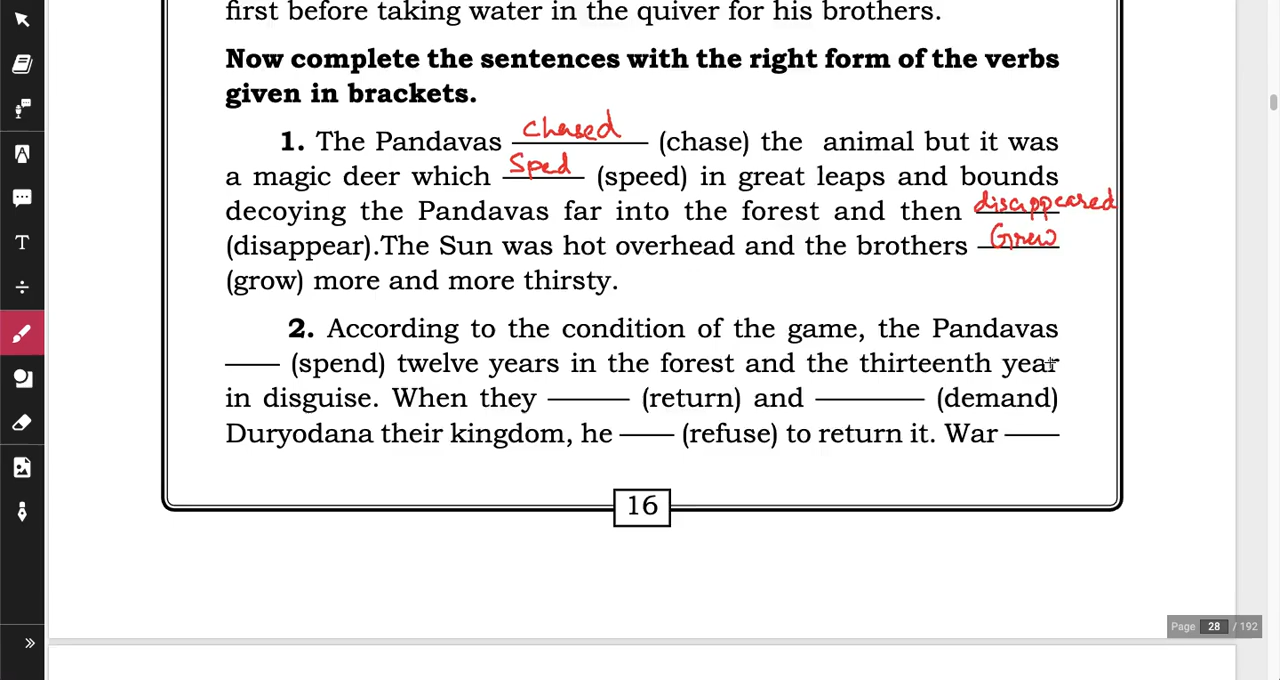 first before taking water in the quiver for his brothers.
Now complete the sentences with the right form of the verbs
given in brackets.
1. The Pandavas chased (chase) the animal but it was
a magic deer which Sped (speed) in great leaps and bounds
decoying the Pandavas far into the forest and then disappeared
(disappear).The Sun was hot overhead and the brothers Grew
(grow) more and more thirsty.
2. According to the condition of the game, the Pandavas
____ (spend) twelve years in the forest and the thirteenth year
in disguise. When they ______ (return) and ________ (demand)
Duryodana their kingdom, he ____ (refuse) to return it. War ____
16
Page 28 / 192